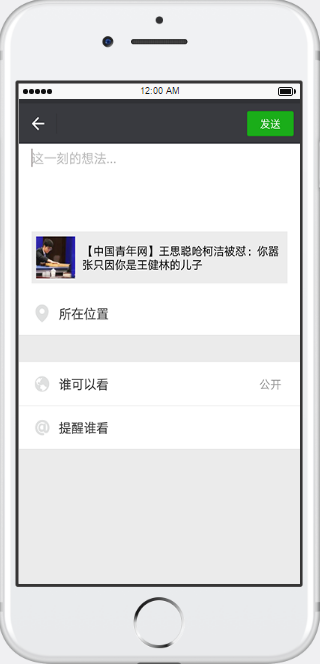 12:00 AM
发送
这一刻的想法...
【中国青年网】王思聪呛柯洁被怼：你嚣
张只因你是王健林的儿子
所在位置
谁可以看
公开
提醒谁看